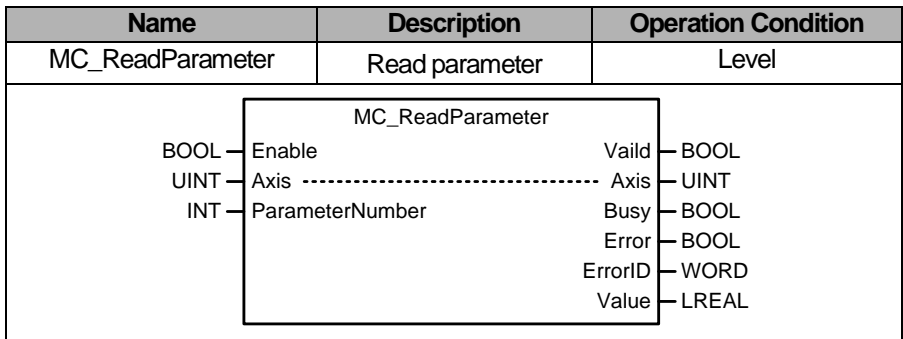 Name Description Operation Condition
MC_ReadParameter Read parameter Level
MC_ReadParameter
BOOL Enable Vaild BOOL
UINT Axis Axis UINT
INT ParameterNumber Busy BOOL
Error BOOL
ErrorID WORD
Value LREAL